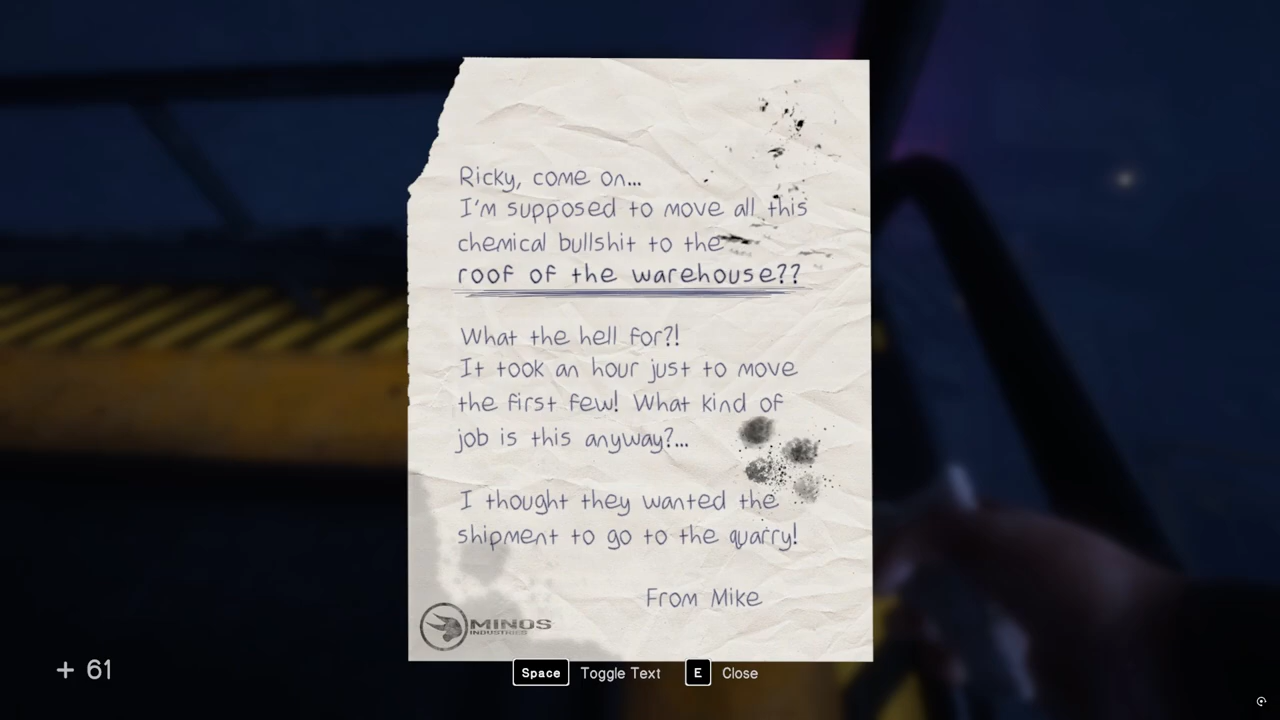 Ricky, come on...
I'm supposed to move all this
chemical bullshit to the
roof of the warehouse??
What the hell for?!
It took an hour just to move
the first few! What kind of
job is this anyway?...
I thought they wanted the
shipment to go to the quarry!
From Mike
MINOS
INDUSTRIES
+ 61
Space Toggle Text E Close